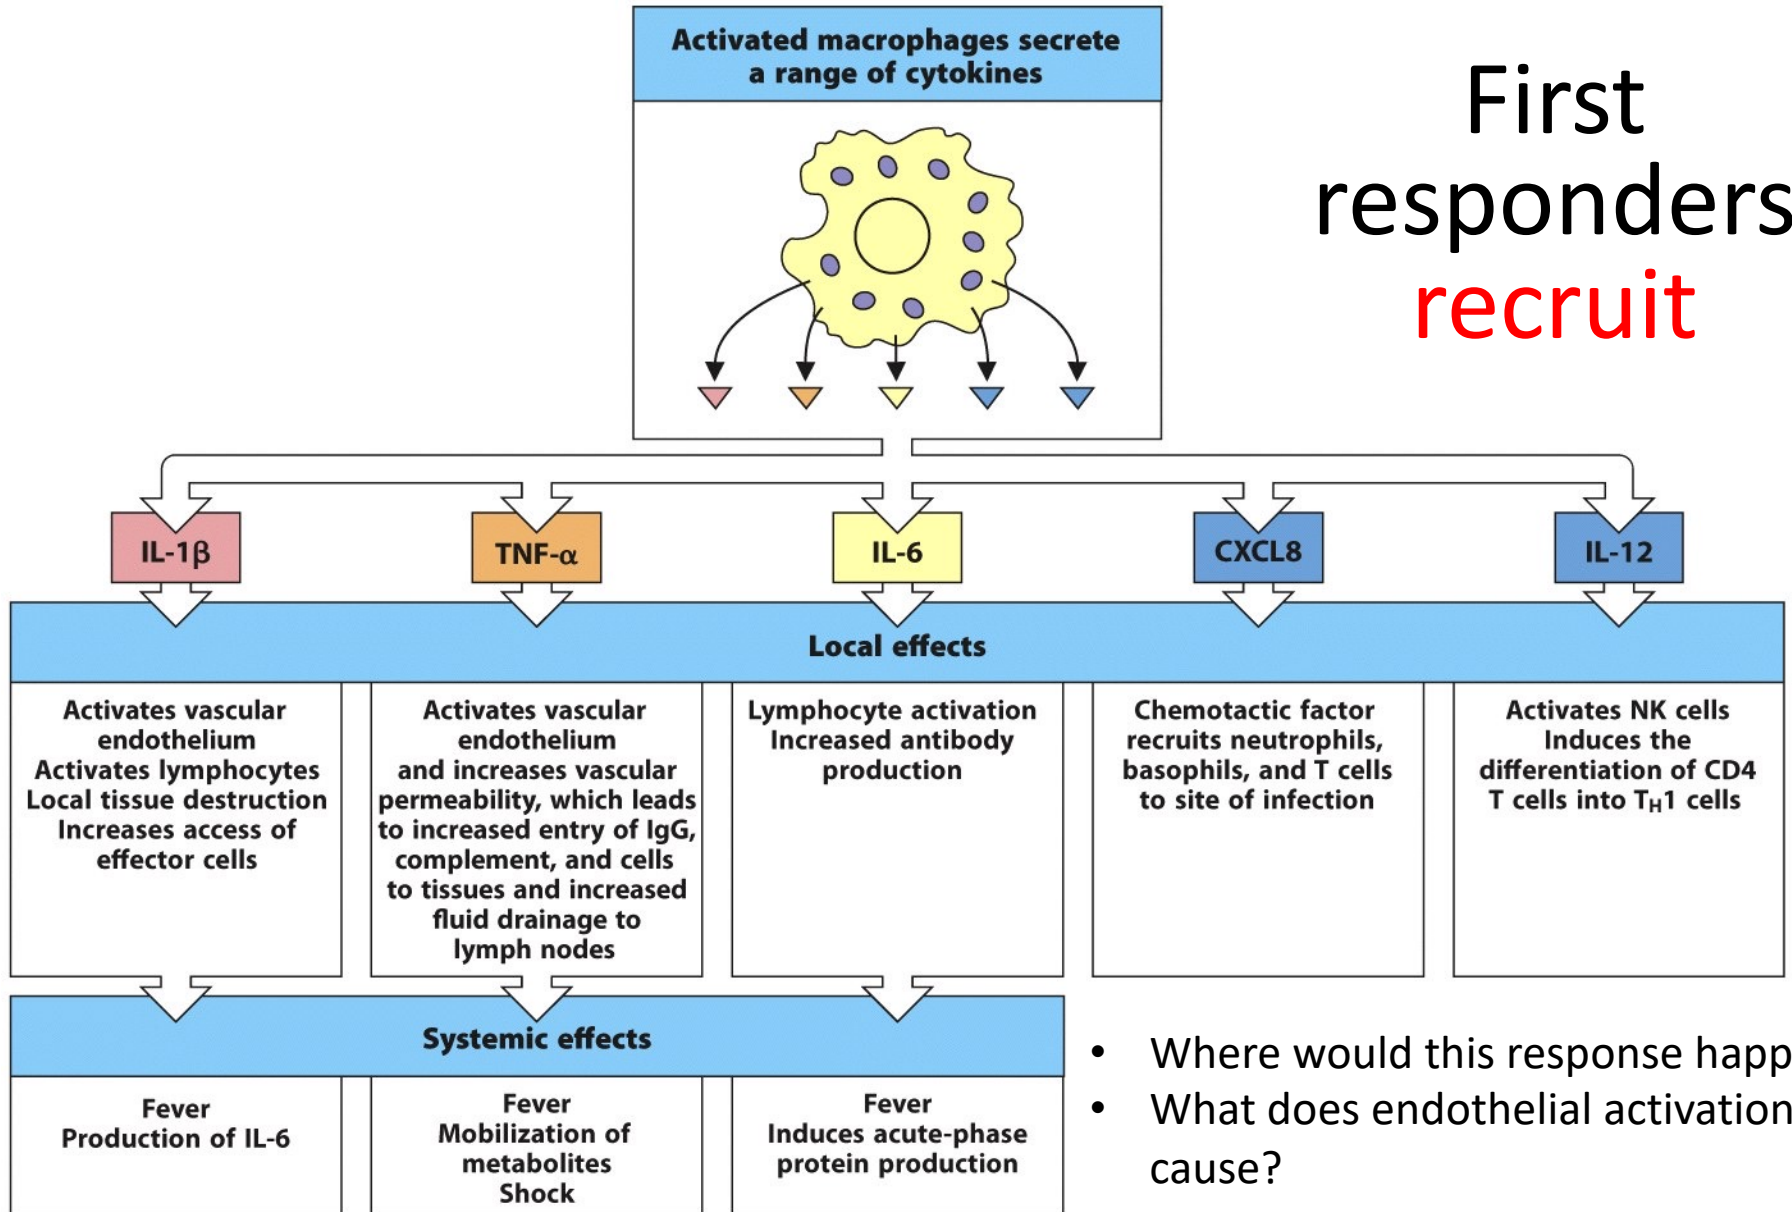 Activated macrophages secrete
a range of cytokines
First
responders
recruit
IL-1β
TNF-α
IL-6
CXCL8
IL-12
Local effects
Activates vascular
endothelium
Activates lymphocytes
Local tissue destruction
Increases access of
effector cells
Activates vascular
endothelium
and increases vascular
permeability, which leads
to increased entry of IgG,
complement, and cells
to tissues and increased
fluid drainage to
lymph nodes
Lymphocyte activation
Increased antibody
production
Chemotactic factor
recruits neutrophils,
basophils, and T cells
to site of infection
Activates NK cells
Induces the
differentiation of CD4
T cells into TH1 cells
Systemic effects
Fever
Production of IL-6
Fever
Mobilization of
metabolites
Shock
Fever
Induces acute-phase
protein production
• Where would this response happ
• What does endothelial activation
cause?